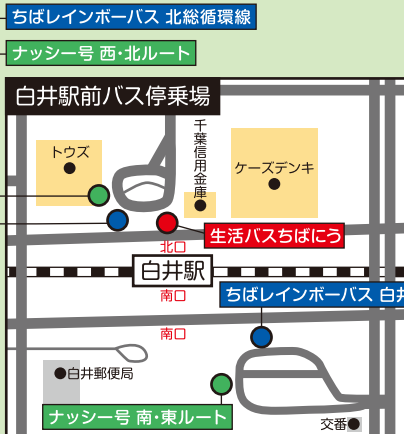 ちばレインボーバス 北総循環線
ナッシー号 西・北ルート
白井駅前バス停乗場
トウズ
千葉信用金庫
ケーズデンキ
生活バスちばにう
北口
白井駅
南口
ちばレインボーバス 白井
南口
白井郵便局
ナッシー号 南・東ルート
交番